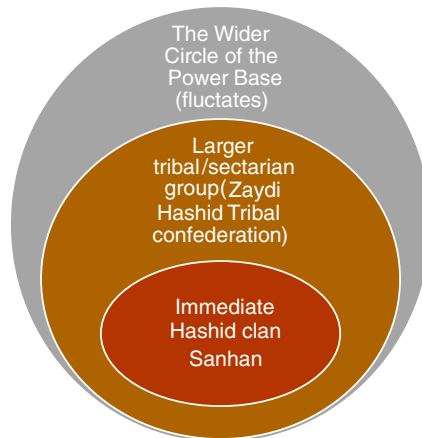 The Wider
Circle of the
Power Base
(fluctates)
Larger
tribal/sectarian
group(Zaydi
Hashid Tribal
confederation)
Immediate
Hashid clan
Sanhan